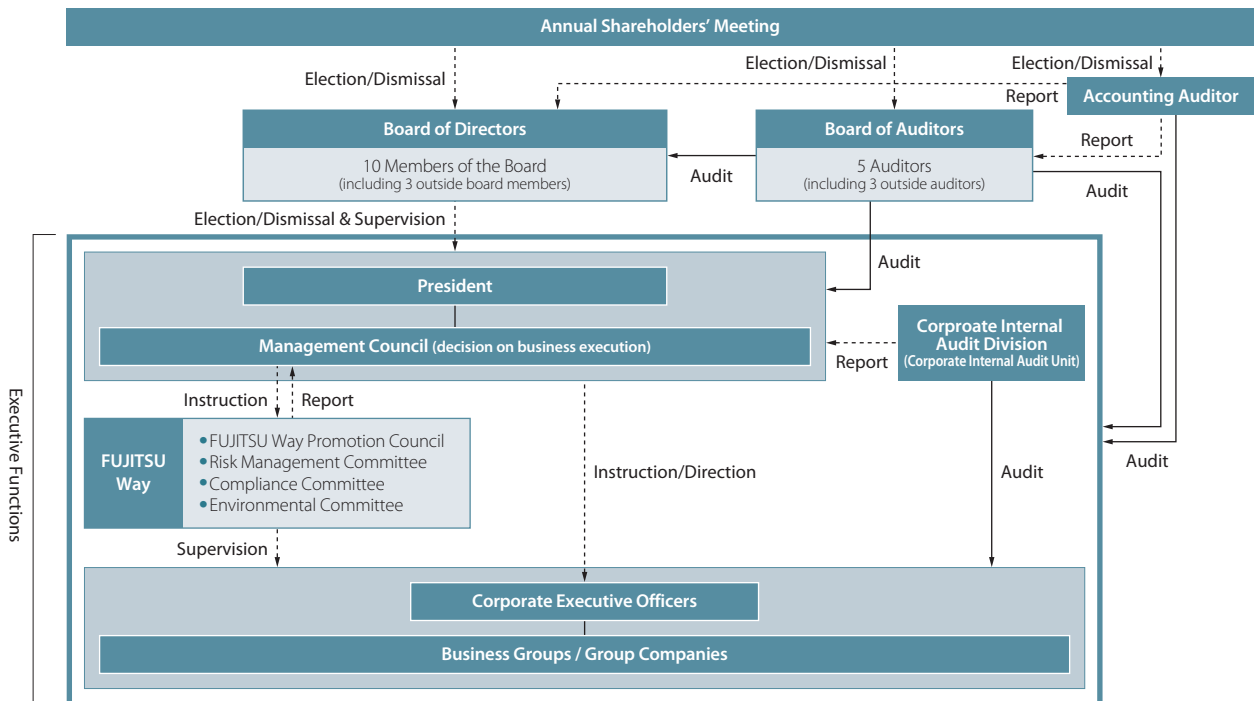 Annual Shareholders' Meeting
Election/Dismissal
Election/Dismissal
Election/Dismissal
Report
Accounting Auditor
Board of Directors
10 Members of the Board
(including 3 outside board members)
Audit
Board of Auditors
5 Auditors
(including 3 outside auditors)
Report
Audit
Election/Dismissal & Supervision
Audit
Executive Functions
President
Management Council (decision on business execution)
Report
Corproate Internal
Audit Division
(Corporate Internal Audit Unit)
Instruction
Report
FUJITSU
Way
•FUJITSU Way Promotion Council
•Risk Management Committee
•Compliance Committee
•Environmental Committee
Instruction/Direction
Audit
Audit
Supervision
Corporate Executive Officers
Business Groups / Group Companies